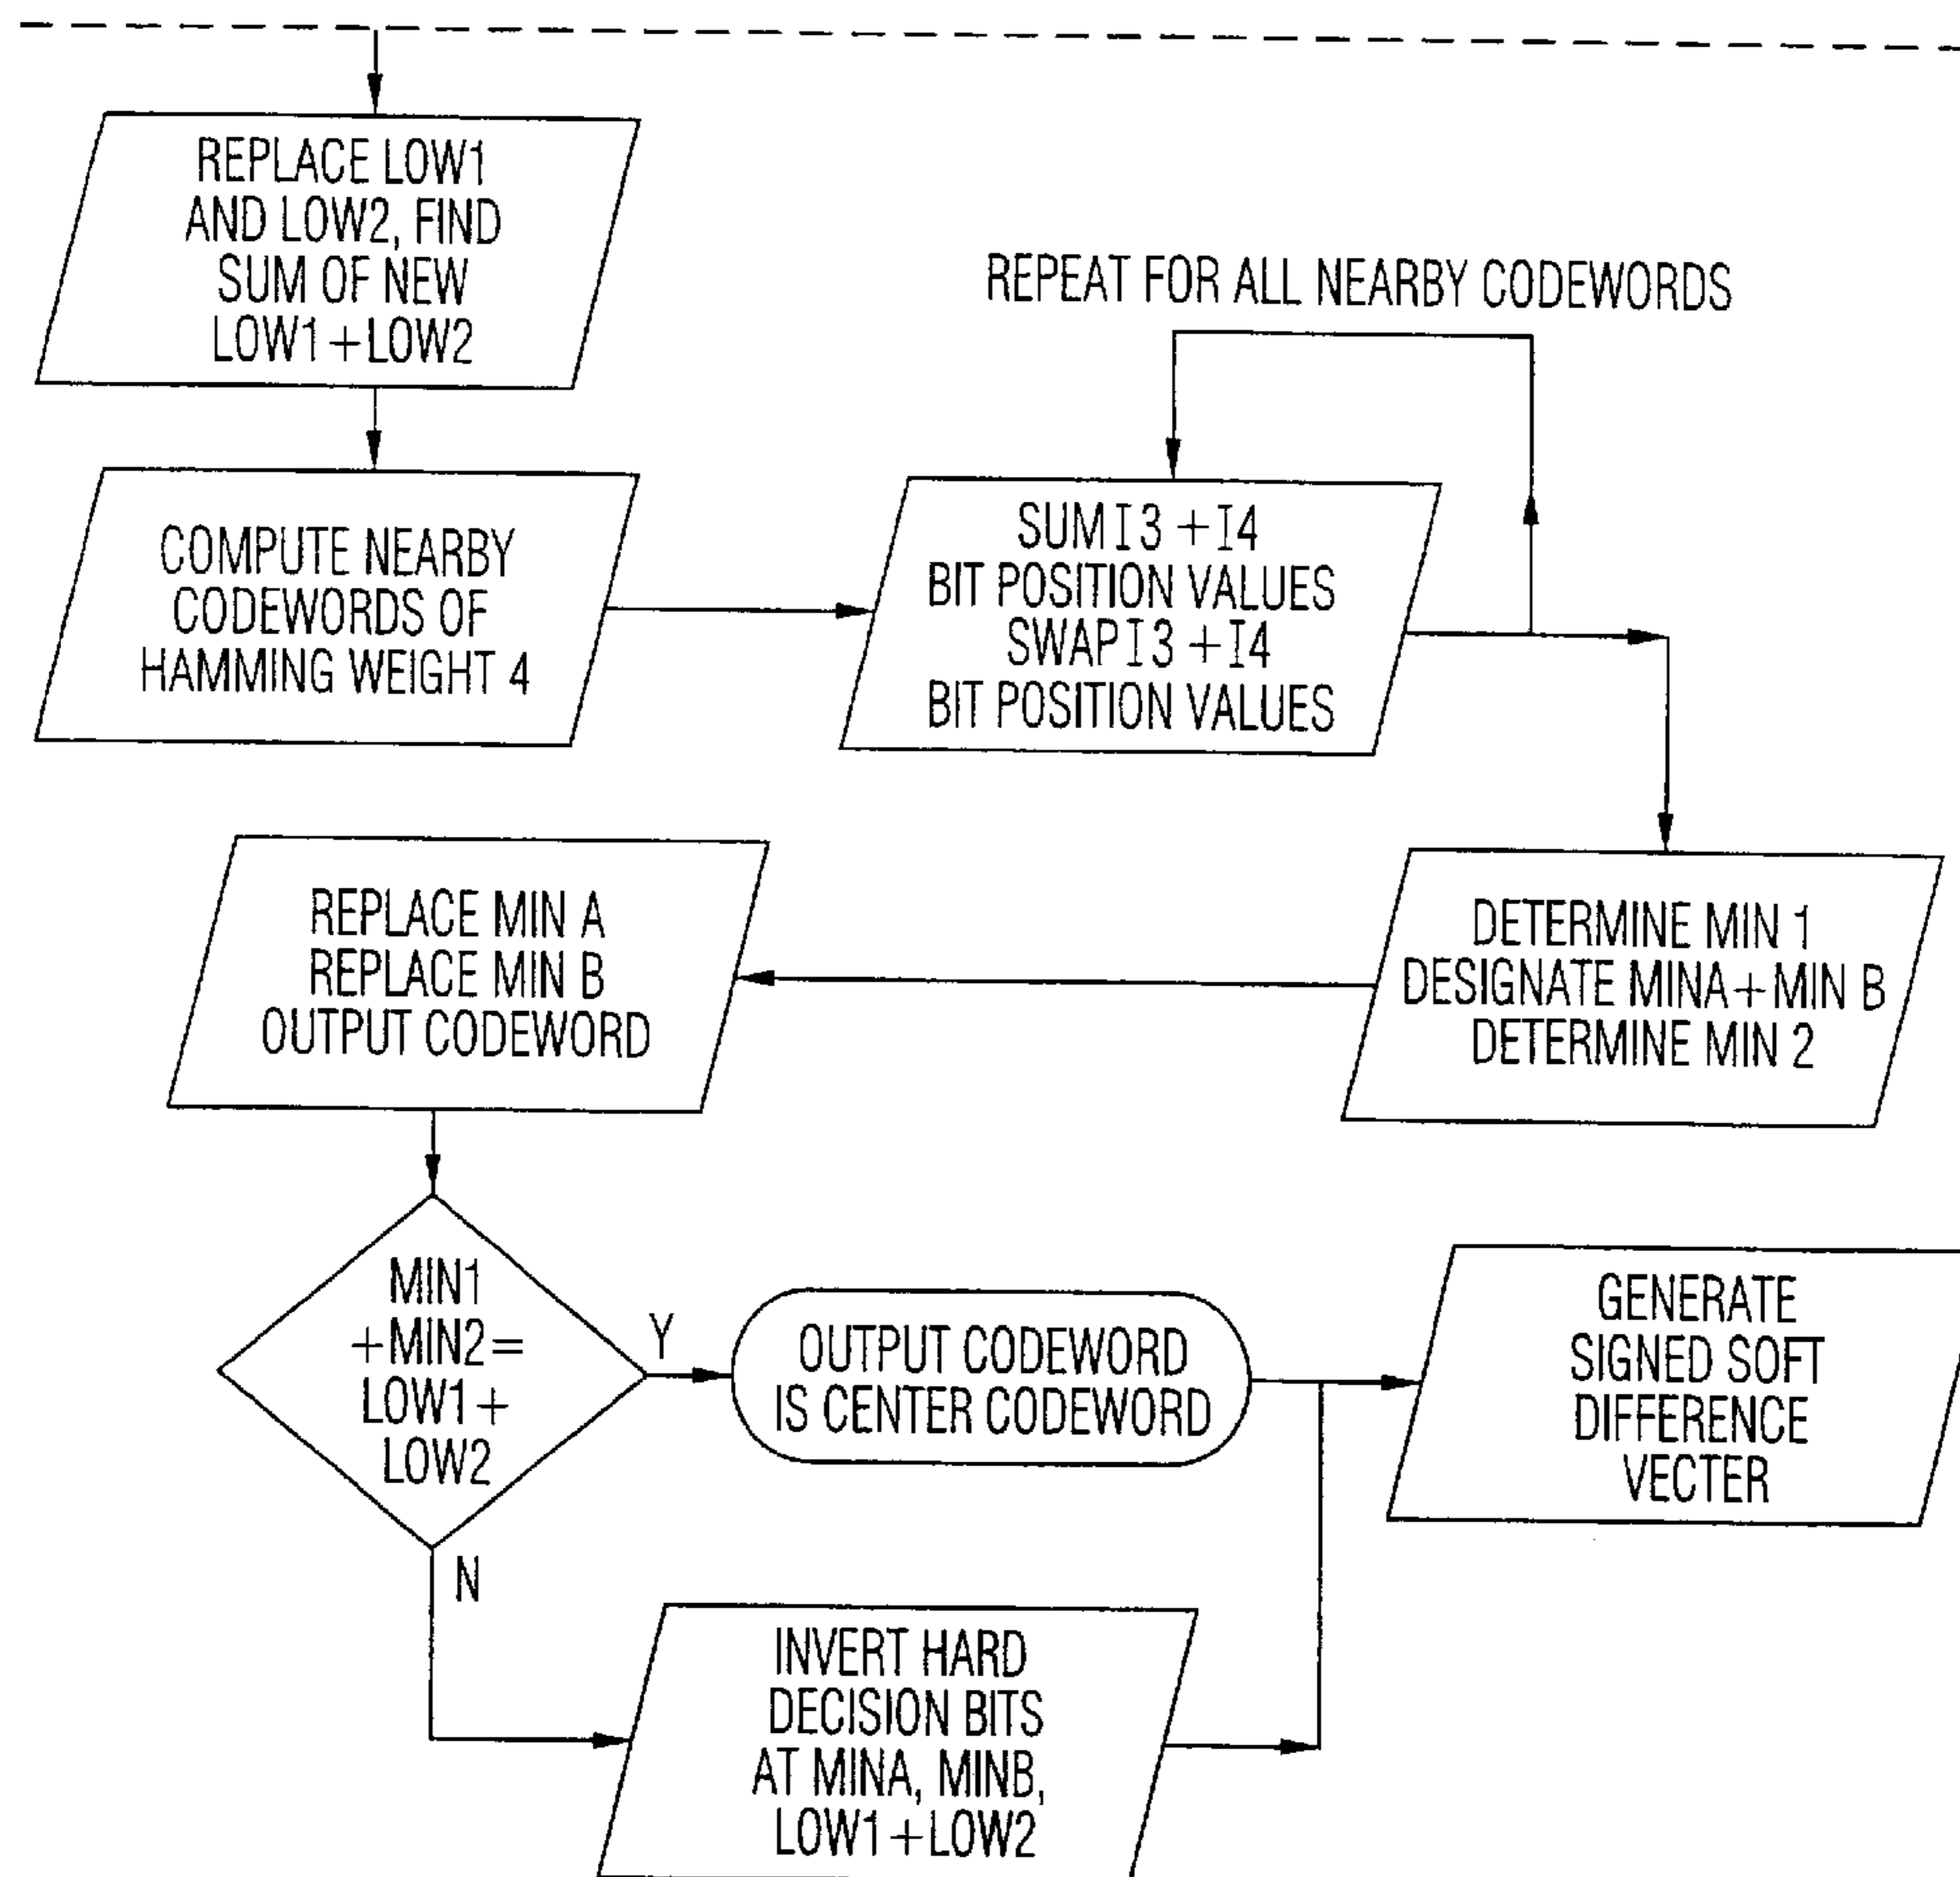 REPLACE LOW1
AND LOW2, FIND
SUM OF NEW
LOW1+LOW2
REPEAT FOR ALL NEARBY CODEWORDS
COMPUTE NEARBY
CODEWORDS OF
HAMMING WEIGHT 4
SUM I3 + I4
BIT POSITION VALUES
SWAP I3 + I4
BIT POSITION VALUES
DETERMINE MIN 1
DESIGNATE MINA+MIN B
DETERMINE MIN 2
REPLACE MIN A
REPLACE MIN B
OUTPUT CODEWORD
MIN1
+MIN2=
LOW1+
LOW2
Y
N
OUTPUT CODEWORD
IS CENTER CODEWORD
GENERATE
SIGNED SOFT
DIFFERENCE
VECTER
INVERT HARD
DECISION BITS
AT MINA, MINB,
LOW1+LOW2